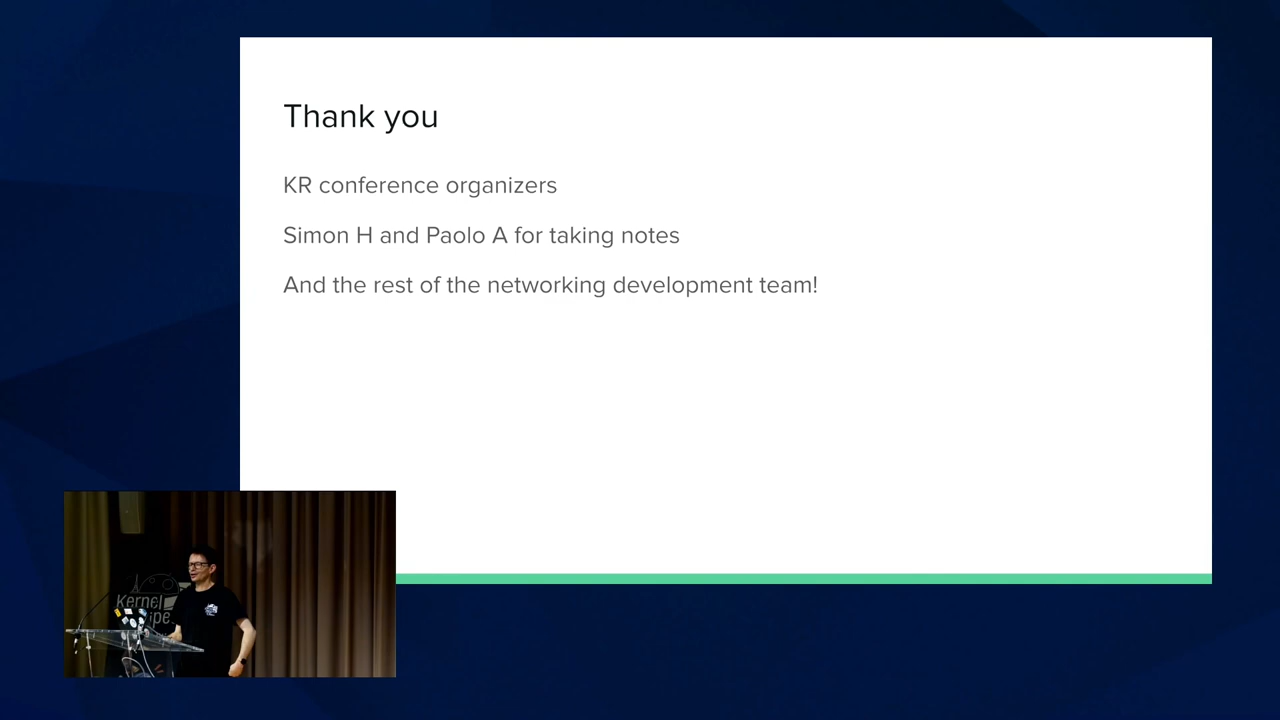 Thank you
KR conference organizers
Simon H and Paolo A for taking notes
And the rest of the networking development team!
Kernel